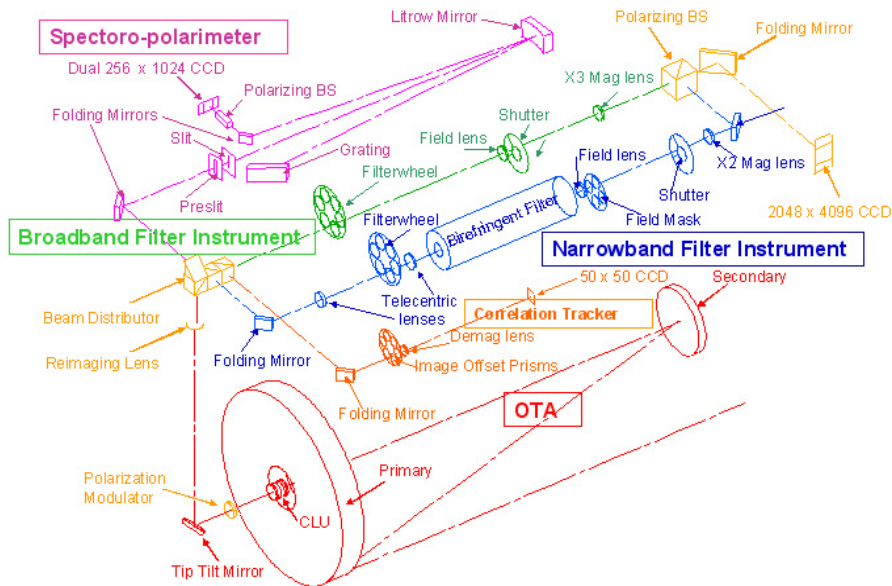 Litrow Mirror
Polarizing BS
Folding Mirror
Spectoro-polarimeter
Dual 256 x 1024 CCD
Polarizing BS
X3 Mag lens
Folding Mirrors
Slit
Shutter
Field lens
Grating
Field lens
X2 Mag lens
Preslit
Filterwheel
Shutter
Filterwheel
Birefringent Filter
Field Mask
2048 x 4096 CCD
Broadband Filter Instrument
Narrowband Filter Instrument
50 x 50 CCD
Secondary
Beam Distributor
Telecentric
lenses
Correlation Tracker
Reimaging Lens
Folding Mirror
Demag lens
Image Offset Prisms
Folding Mirror
OTA
Polarization
Modulator
Primary
CLU
Tip Tilt Mirror